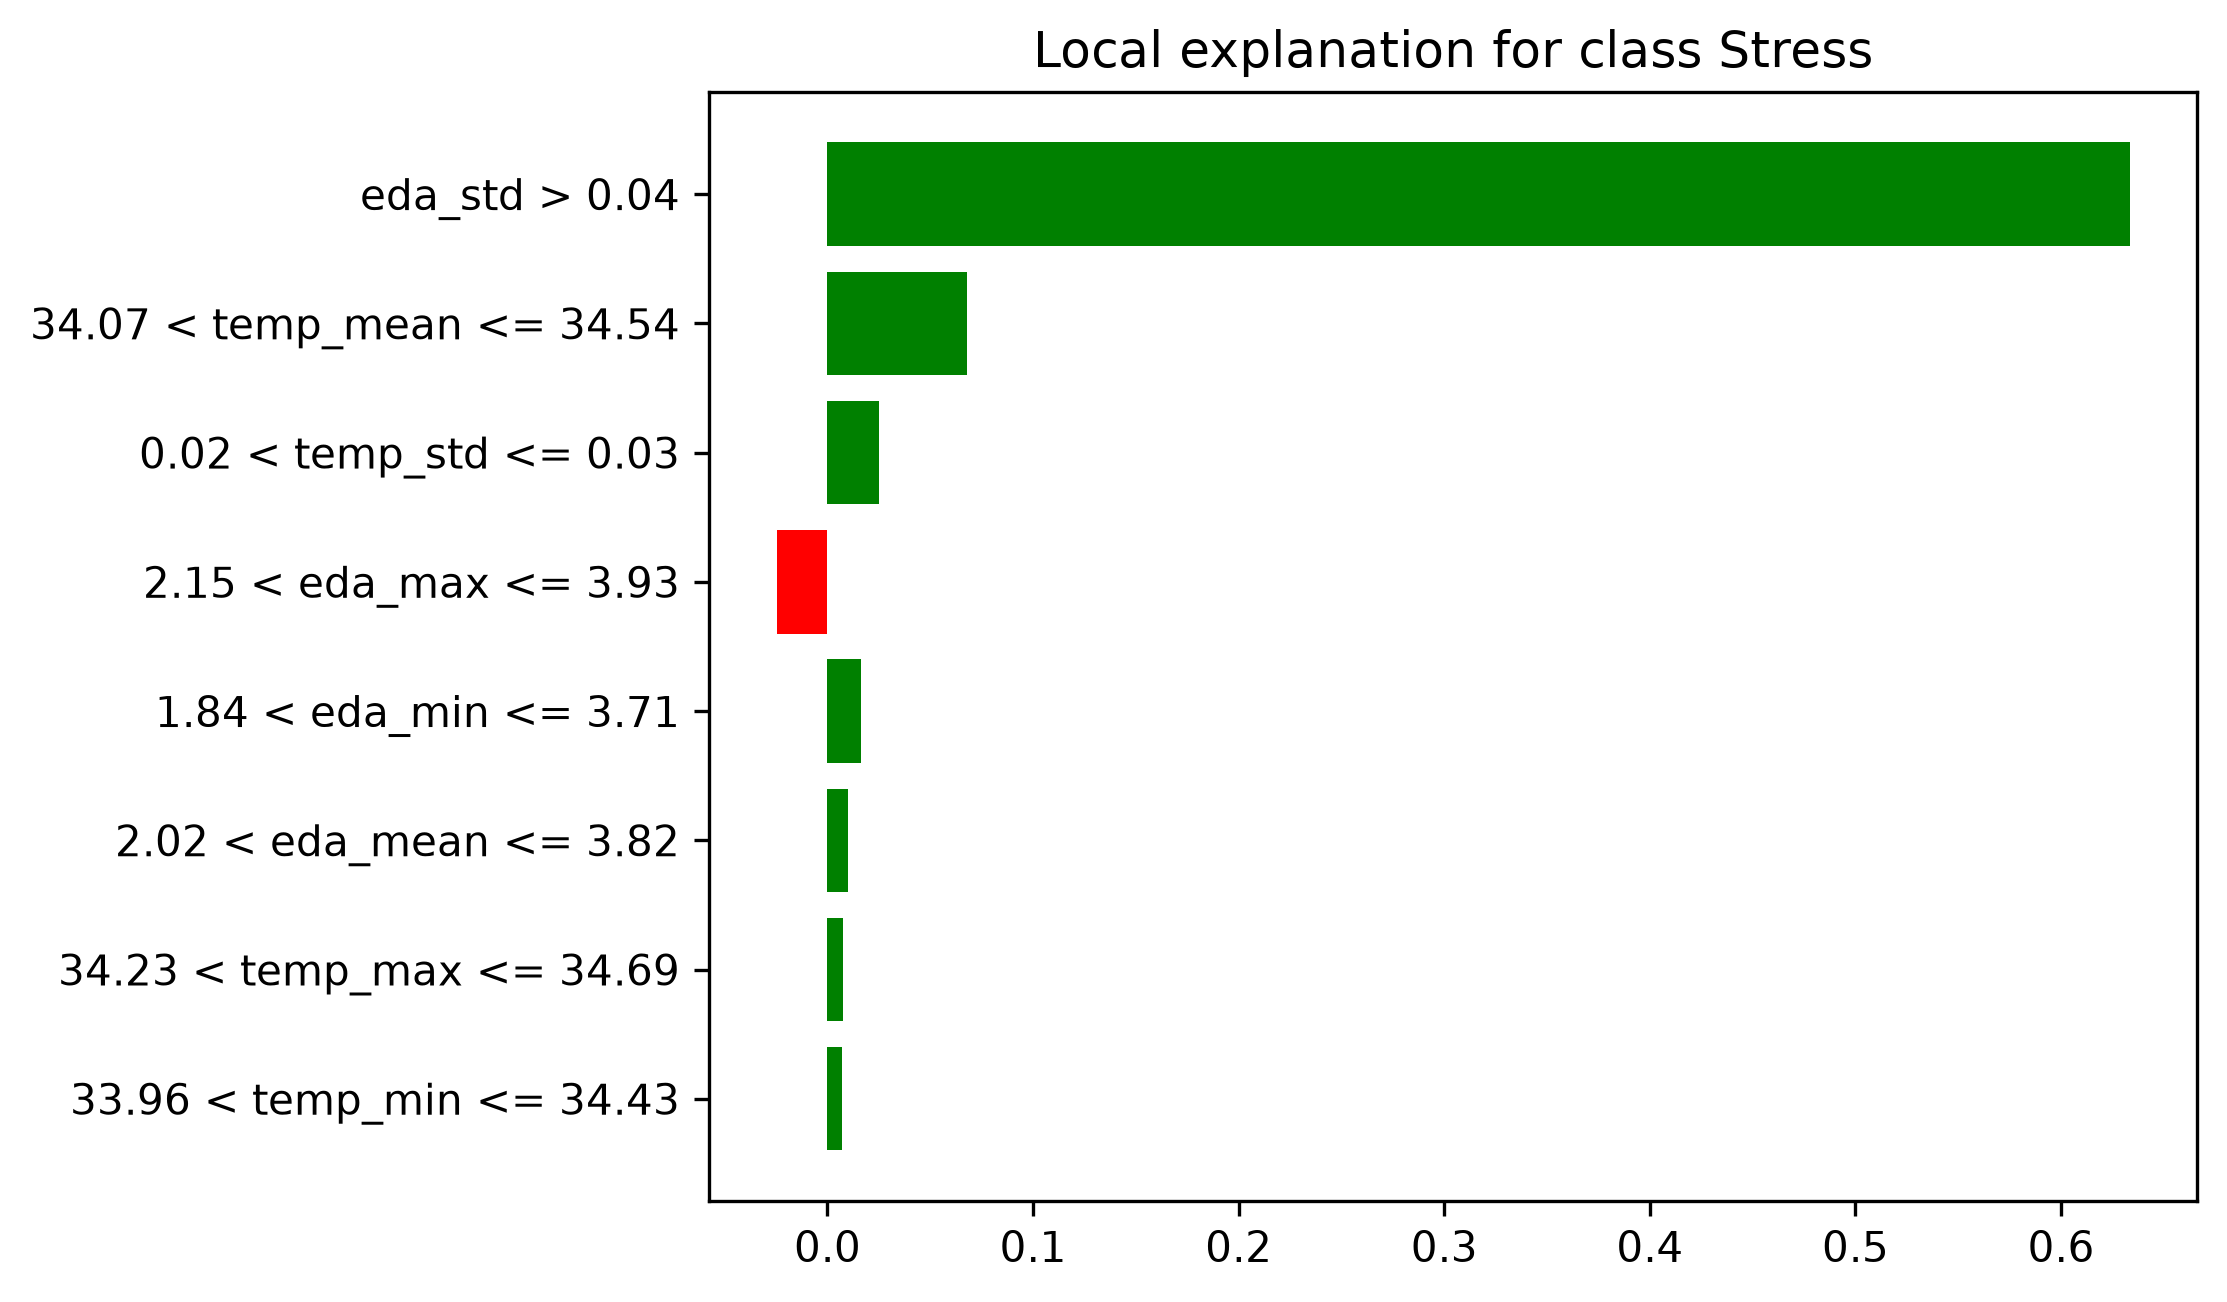 Local explanation for class Stress
eda_std > 0.04
34.07 < temp_mean <= 34.54
0.02 < temp_std <= 0.03
2.15 < eda_max <= 3.93
1.84 < eda_min <= 3.71
2.02 < eda_mean <= 3.82
34.23 < temp_max <= 34.69
33.96 < temp_min <= 34.43
0.0 0.1 0.2 0.3 0.4 0.5 0.6